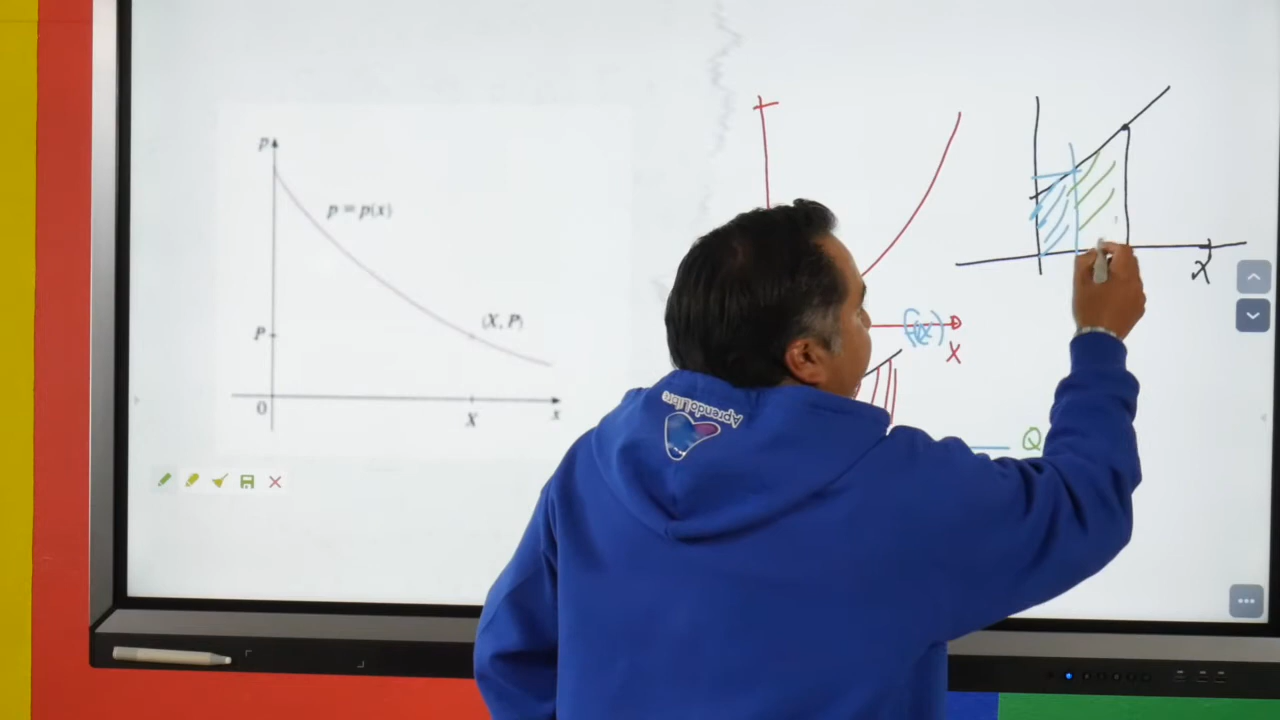 p
p = p(x)
P
(X, P)
0
X
x
f(x)
X
x
Q
AprendoLibre